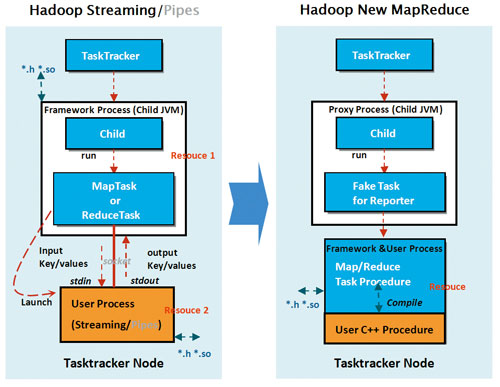 Hadoop Streaming/Pipes
TaskTracker
*.h *.so
Framework Process (Child JVM)
Child
run
Resouce 1
MapTask
or
ReduceTask
Input
Key/values
socket
output
Key/values
stdin
stdout
Launch
User Process
(Streaming/Pipes)
Resouce 2
*.h *.so
Tasktracker Node
Hadoop New MapReduce
TaskTracker
Proxy Process (Child JVM)
Child
run
Fake Task
for Reporter
Framework &User Process
Map/Reduce
Task Procedure
Resouce
*.h *.so
Compile
User C++ Procedure
Tasktracker Node